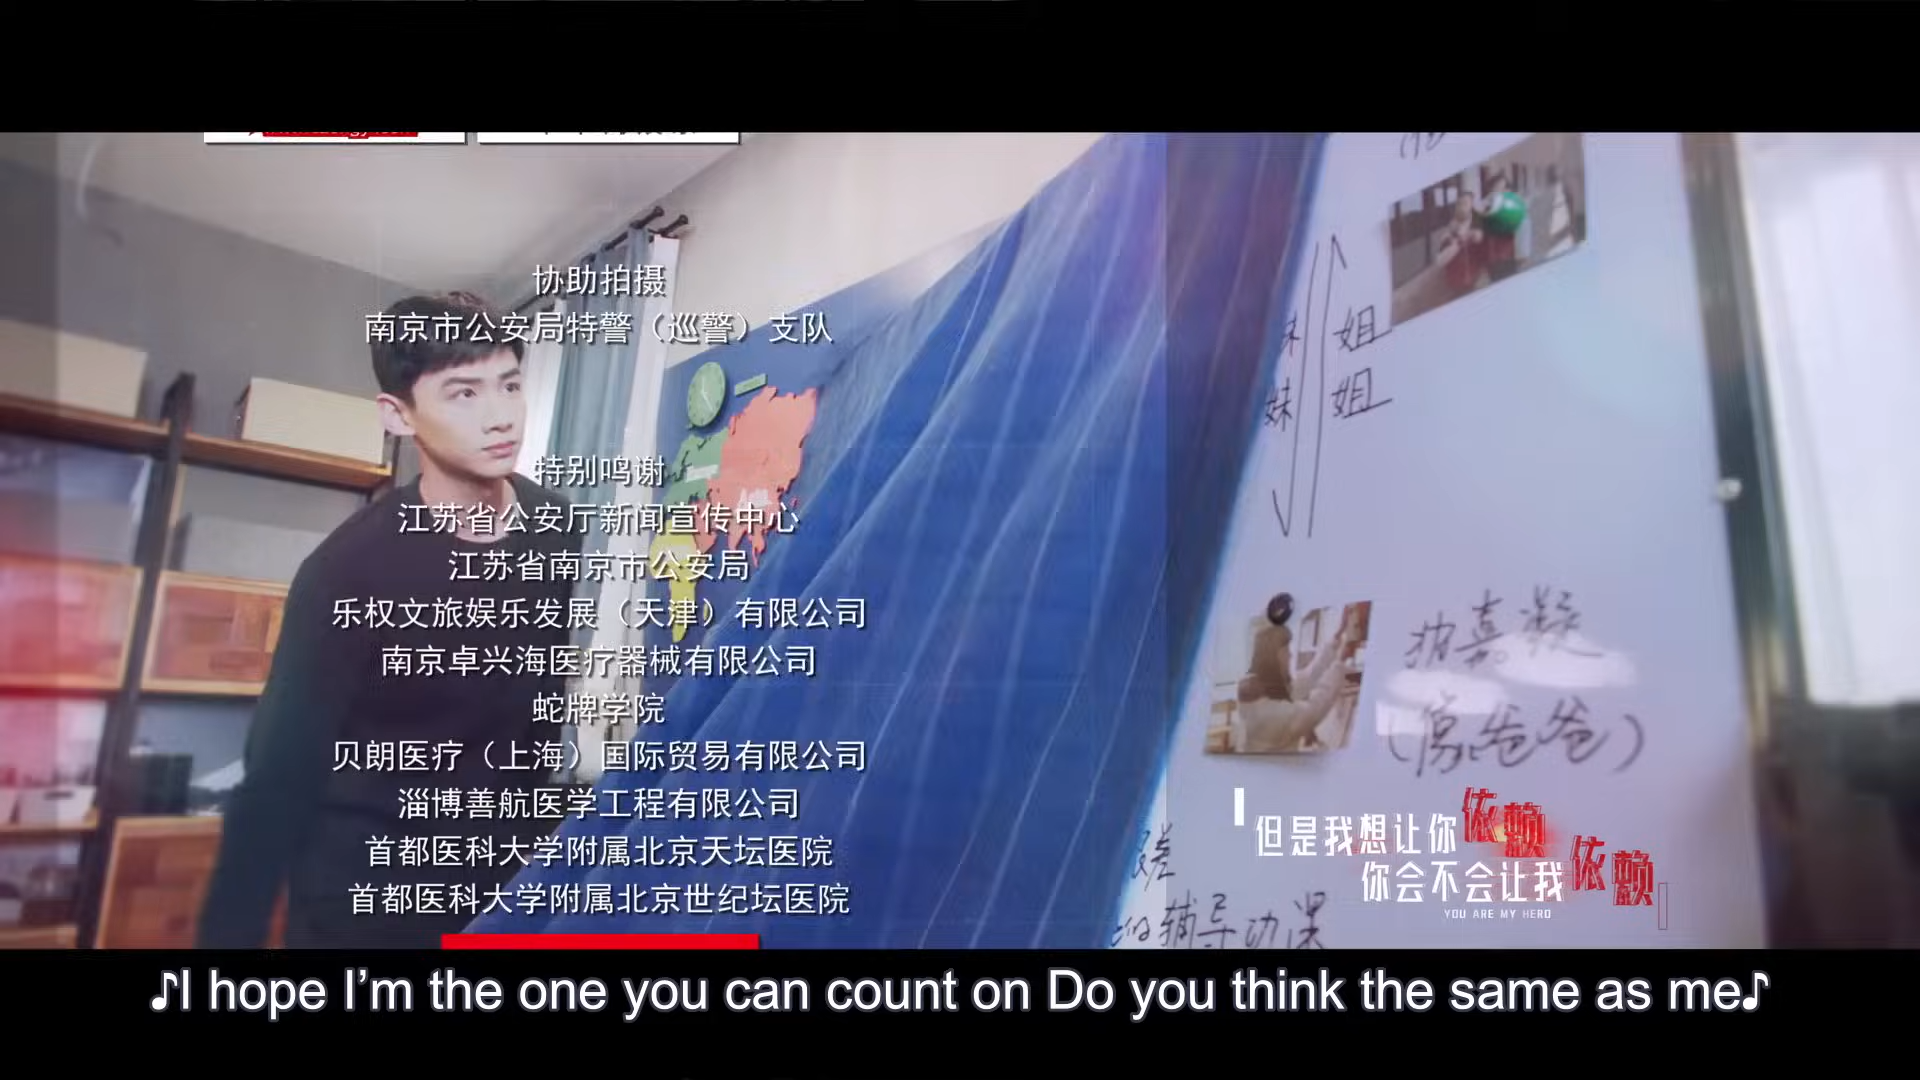 协助拍摄
南京市公安局特警（巡警）支队
特别鸣谢
江苏省公安厅新闻宣传中心
江苏省南京市公安局
乐权文旅娱乐发展（天津）有限公司
南京卓兴海医疗器械有限公司
蛇牌学院
贝朗医疗（上海）国际贸易有限公司
淄博善航医学工程有限公司
首都医科大学附属北京天坛医院
首都医科大学附属北京世纪坛医院
姐
妹 姐
爸爸）
辅导功课
但是我想让你依赖
你会不会让我依赖
YOU ARE MY HERO
♪I hope I’m the one you can count on Do you think the same as me♪